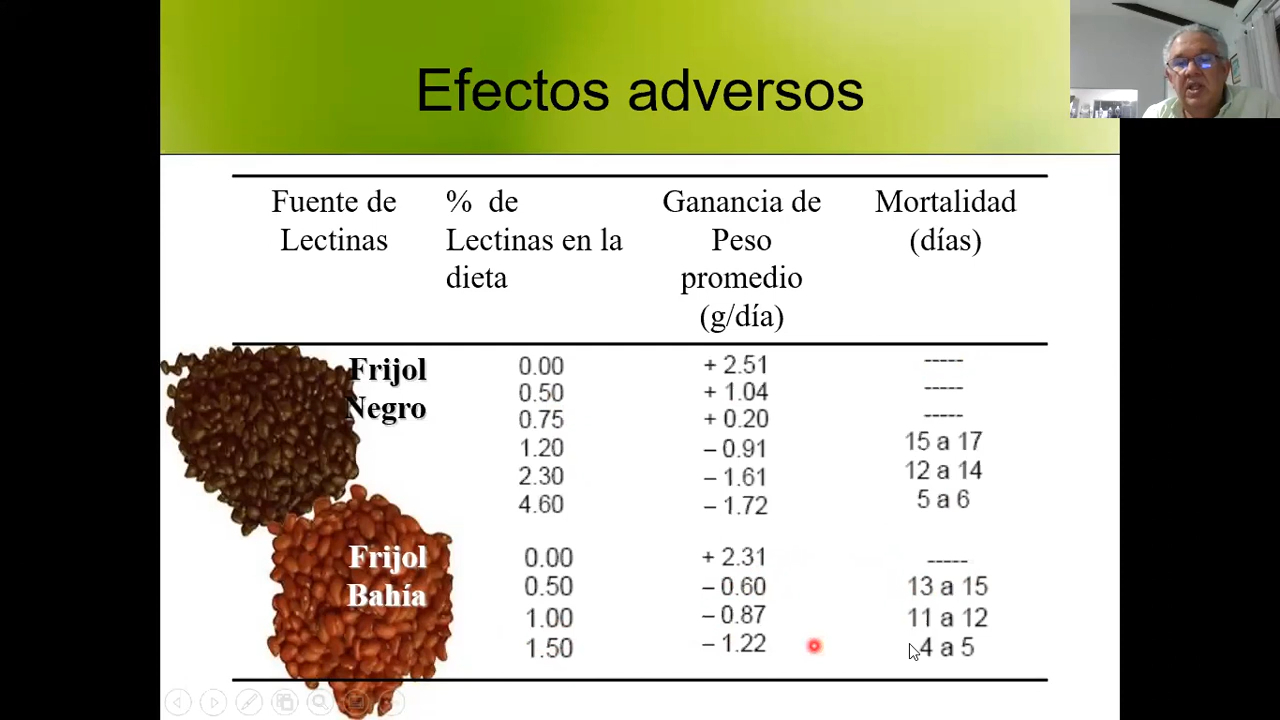 Efectos adversos
Fuente de
Lectinas
% de
Lectinas en la
dieta
Ganancia de
Peso
promedio
(g/día)
Mortalidad
(días)
Frijol
Negro
0.00 + 2.51 -----
0.50 + 1.04 -----
0.75 + 0.20 -----
1.20 – 0.91 15 a 17
2.30 – 1.61 12 a 14
4.60 – 1.72 5 a 6
Frijol
Bahía
0.00 + 2.31 -----
0.50 – 0.60 13 a 15
1.00 – 0.87 11 a 12
1.50 – 1.22 4 a 5